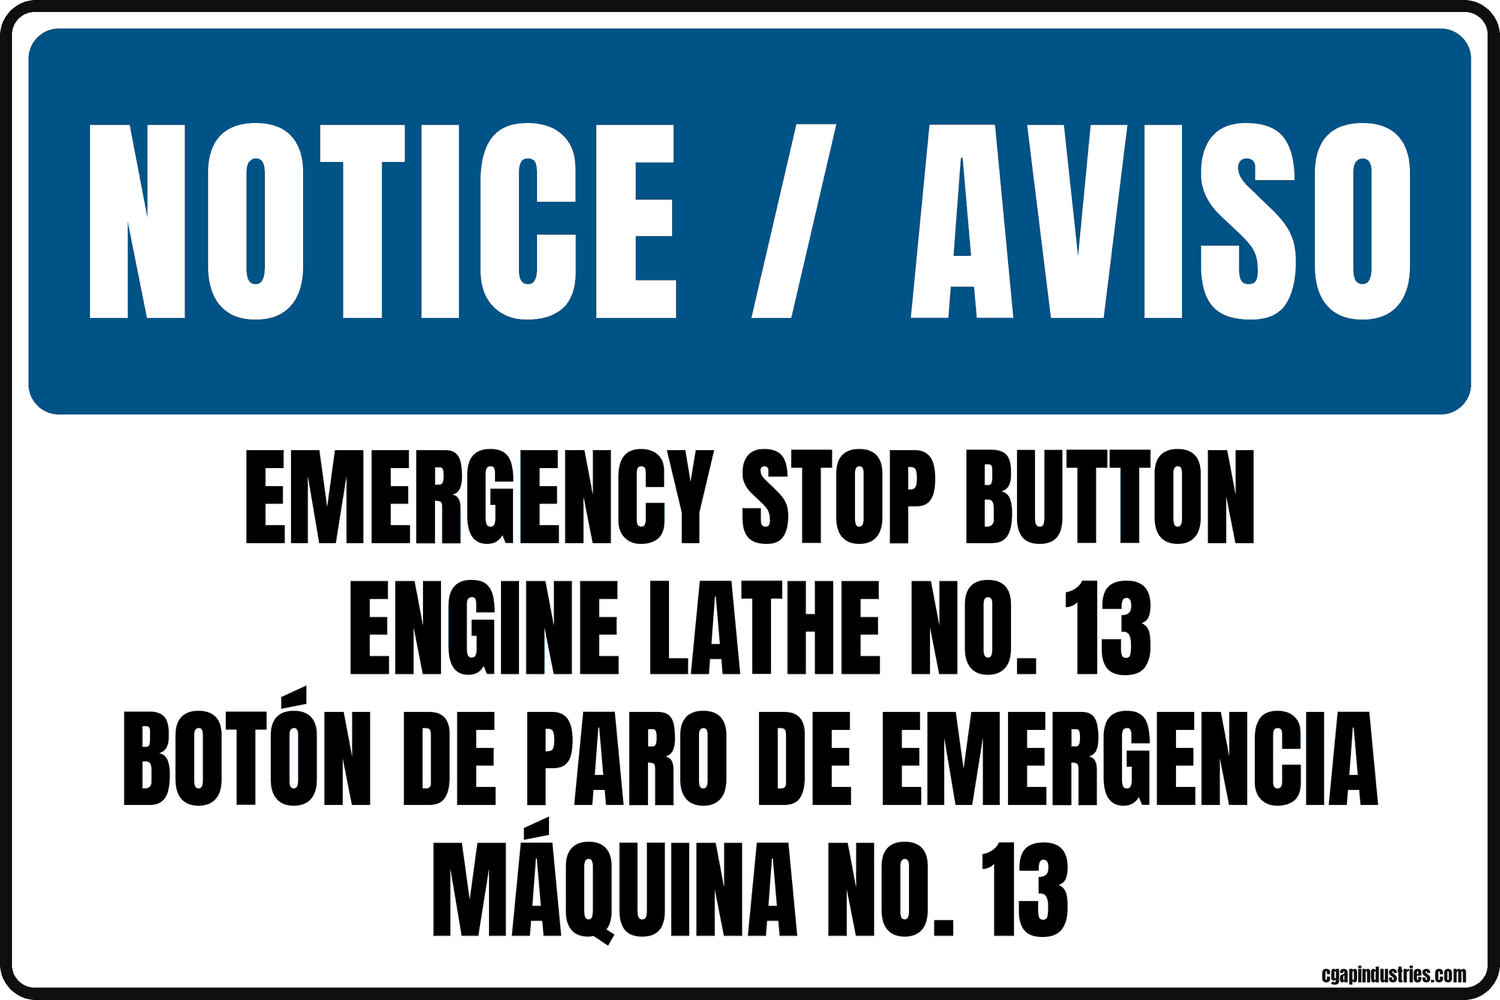 NOTICE / AVISO
EMERGENCY STOP BUTTON
ENGINE LATHE NO. 13
BOTÓN DE PARO DE EMERGENCIA
MÁQUINA NO. 13
cgapindustries.com